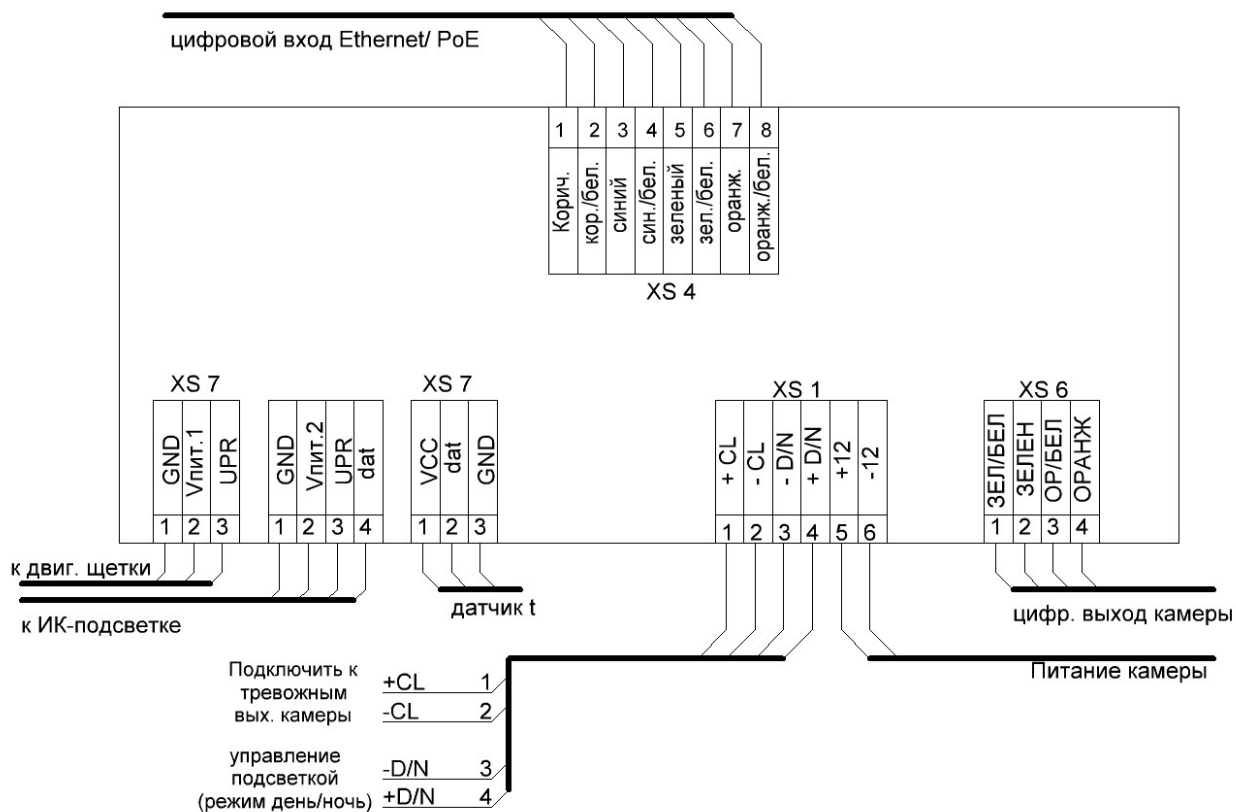 цифровой вход Ethernet/ PoE
1 2 3 4 5 6 7 8
Корич.
кор./бел.
синий
син./бел.
зеленый
зел./бел.
оранж.
оранж./бел.
XS 4
XS 7
GND
Vпит.1
UPR
1 2 3
GND
Vпит.2
UPR
dat
1 2 3 4
XS 7
VCC
dat
GND
1 2 3
XS 1
+ CL
- CL
- D/N
+ D/N
+12
-12
1 2 3 4 5 6
XS 6
ЗЕЛ/БЕЛ
ЗЕЛЕН
ОР/БЕЛ
ОРАНЖ
1 2 3 4
к двиг. щетки
к ИК-подсветке
датчик t
цифр. выход камеры
Питание камеры
Подключить к
тревожным
вых. камеры
+CL 1
-CL 2
управление
подсветкой
(режим день/ночь)
-D/N 3
+D/N 4